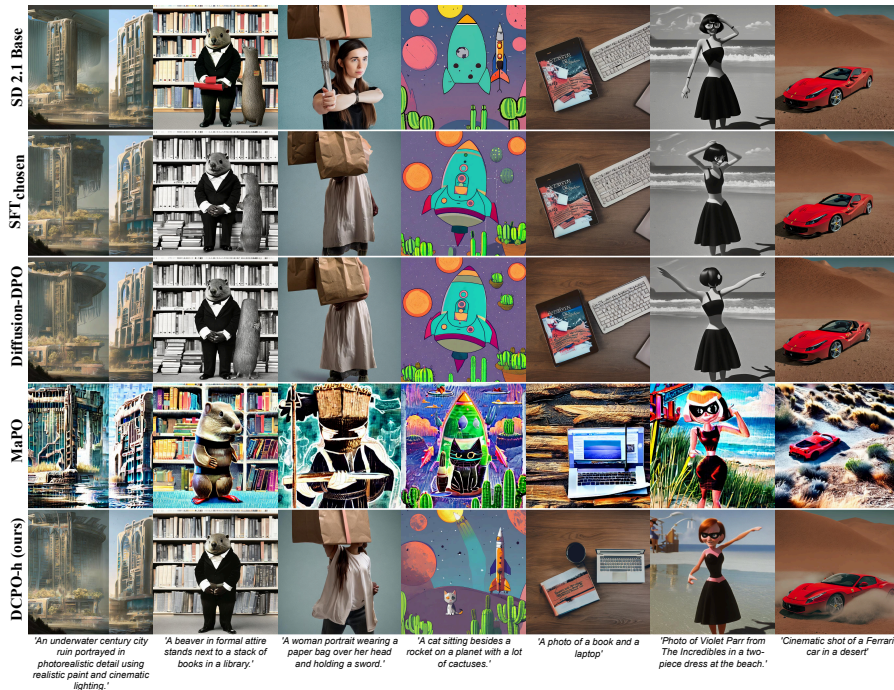 SD 2.1 Base
SFT chosen
Diffusion-DPO
MaPO
DCPO-h (ours)
'An underwater century city
ruin portrayed in
photorealistic detail using
realistic paint and cinematic
lighting.'
'A beaver in formal attire
stands next to a stack of
books in a library.'
'A woman portrait wearing a
paper bag over her head
and holding a sword.'
'A cat sitting besides a
rocket on a planet with a lot
of cactuses.'
'A photo of a book and a
laptop'
'Photo of Violet Parr from
The Incredibles in a two-
piece dress at the beach.'
'Cinematic shot of a Ferrari
car in a desert'